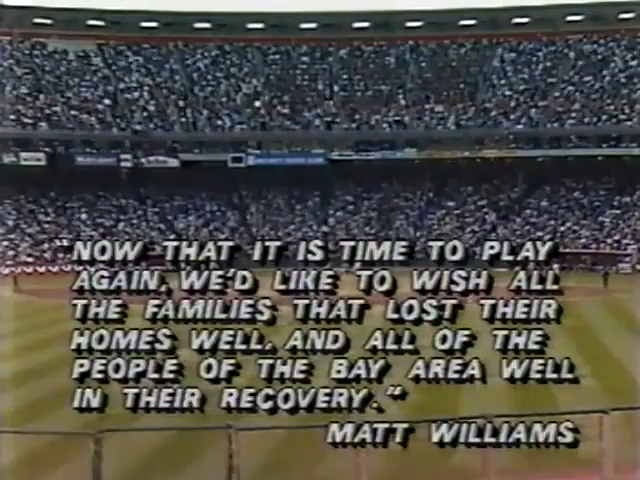 "NOW THAT IT IS TIME TO PLAY
AGAIN, WE'D LIKE TO WISH ALL
THE FAMILIES THAT LOST THEIR
HOMES WELL. AND ALL OF THE
PEOPLE OF THE BAY AREA WELL
IN THEIR RECOVERY."
MATT WILLIAMS